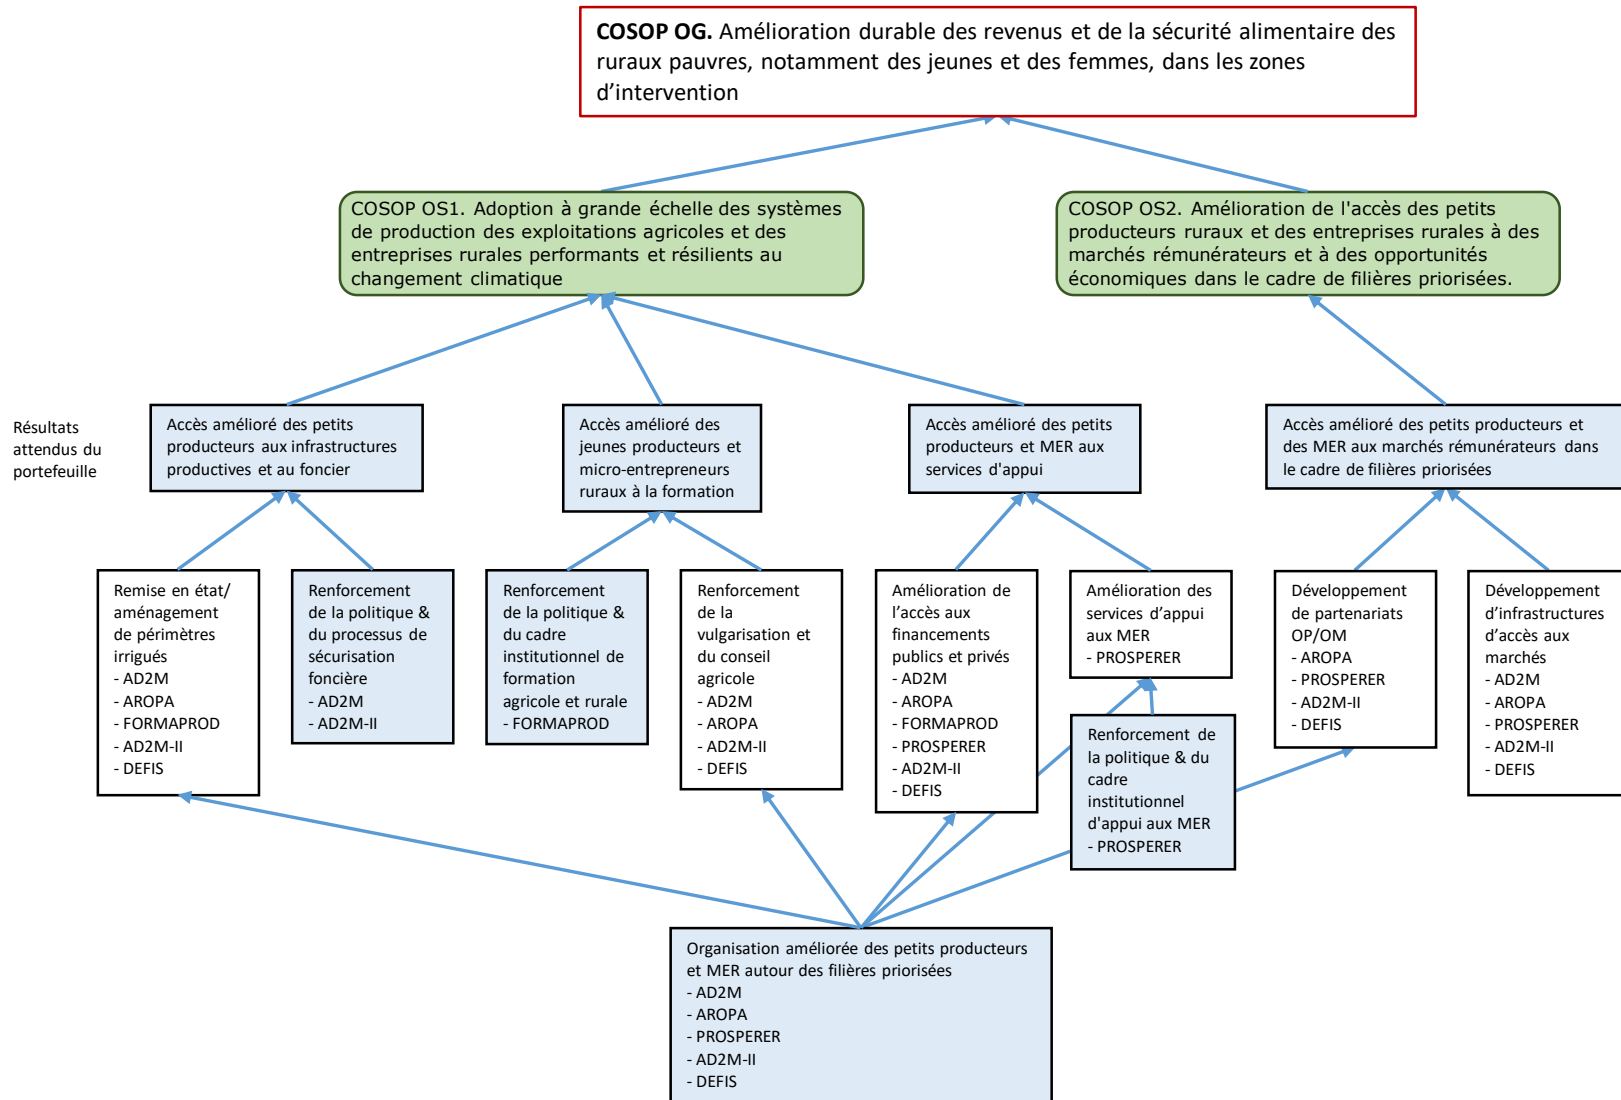 COSOP OG. Amélioration durable des revenus et de la sécurité alimentaire des
ruraux pauvres, notamment des jeunes et des femmes, dans les zones
d’intervention
COSOP OS1. Adoption à grande échelle des systèmes
de production des exploitations agricoles et des
entreprises rurales performants et résilients au
changement climatique
COSOP OS2. Amélioration de l'accès des petits
producteurs ruraux et des entreprises rurales à des
marchés rémunérateurs et à des opportunités
économiques dans le cadre de filières priorisées.
Résultats
attendus du
portefeuille
Accès amélioré des petits
producteurs aux infrastructures
productives et au foncier
Accès amélioré des
jeunes producteurs et
micro-entrepreneurs
ruraux à la formation
Accès amélioré des petits
producteurs et MER aux
services d'appui
Accès amélioré des petits producteurs et
des MER aux marchés rémunérateurs dans
le cadre de filières priorisées
Remise en état/
aménagement
de périmètres
irrigués
- AD2M
- AROPA
- FORMAPROD
- AD2M-II
- DEFIS
Renforcement
de la politique &
du processus de
sécurisation
foncière
- AD2M
- AD2M-II
Renforcement
de la politique &
du cadre
institutionnel de
formation
agricole et rurale
- FORMAPROD
Renforcement
de la
vulgarisation et
du conseil
agricole
- AD2M
- AROPA
- AD2M-II
- DEFIS
Amélioration de
l’accès aux
financements
publics et privés
- AD2M
- AROPA
- FORMAPROD
- PROSPERER
- AD2M-II
- DEFIS
Amélioration des
services d’appui
aux MER
- PROSPERER
Renforcement de
la politique & du
cadre
institutionnel
d'appui aux MER
- PROSPERER
Développement
de partenariats
OP/OM
- AROPA
- PROSPERER
- AD2M-II
- DEFIS
Développement
d’infrastructures
d’accès aux
marchés
- AD2M
- AROPA
- PROSPERER
- AD2M-II
- DEFIS
Organisation améliorée des petits producteurs
et MER autour des filières priorisées
- AD2M
- AROPA
- PROSPERER
- AD2M-II
- DEFIS